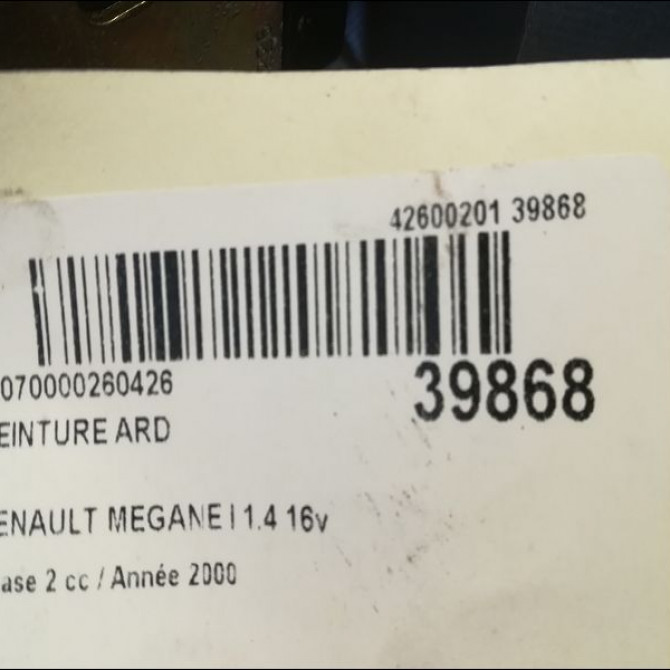 42600201 39868
070000260426
39868
EINTURE ARD
ENAULT MEGANE I 1.4 16v
ase 2 cc / Année 2000